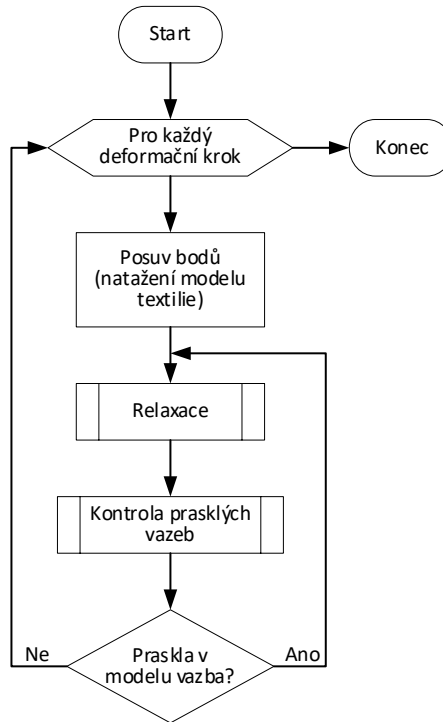 Start
Pro každý
deformační krok
Konec
Posuv bodů
(natažení modelu
textilie)
Relaxace
Kontrola prasklých
vazeb
Ne
Praskla v
modelu vazba?
Ano